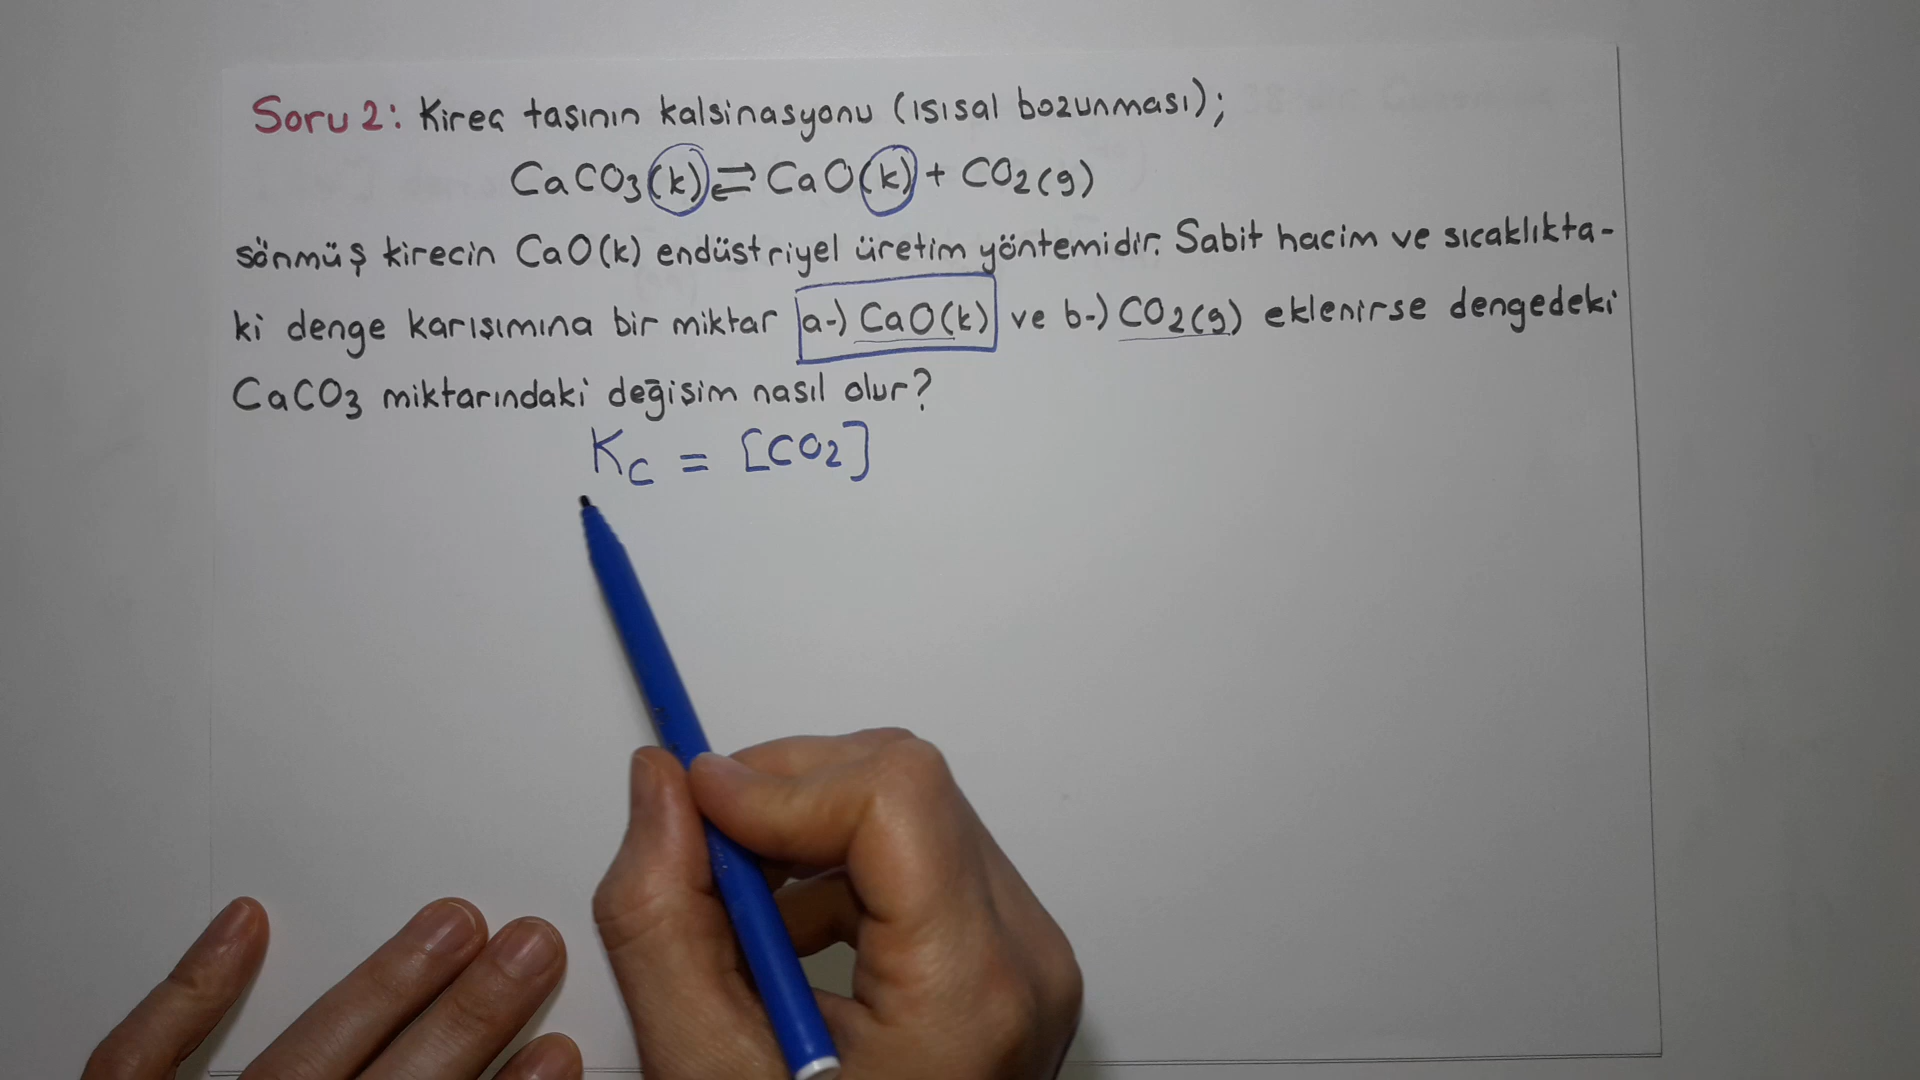 Soru 2: Kireç taşının kalsinasyonu (ısısal bozunması);
CaCO3(k) ⇌ CaO(k) + CO2(g)
sönmüş kirecin CaO(k) endüstriyel üretim yöntemidir. Sabit hacim ve sıcaklıkta-
ki denge karışımına bir miktar a-) CaO(k) ve b-) CO2(g) eklenirse dengedeki
CaCO3 miktarındaki değişim nasıl olur?
Kc = [CO2]